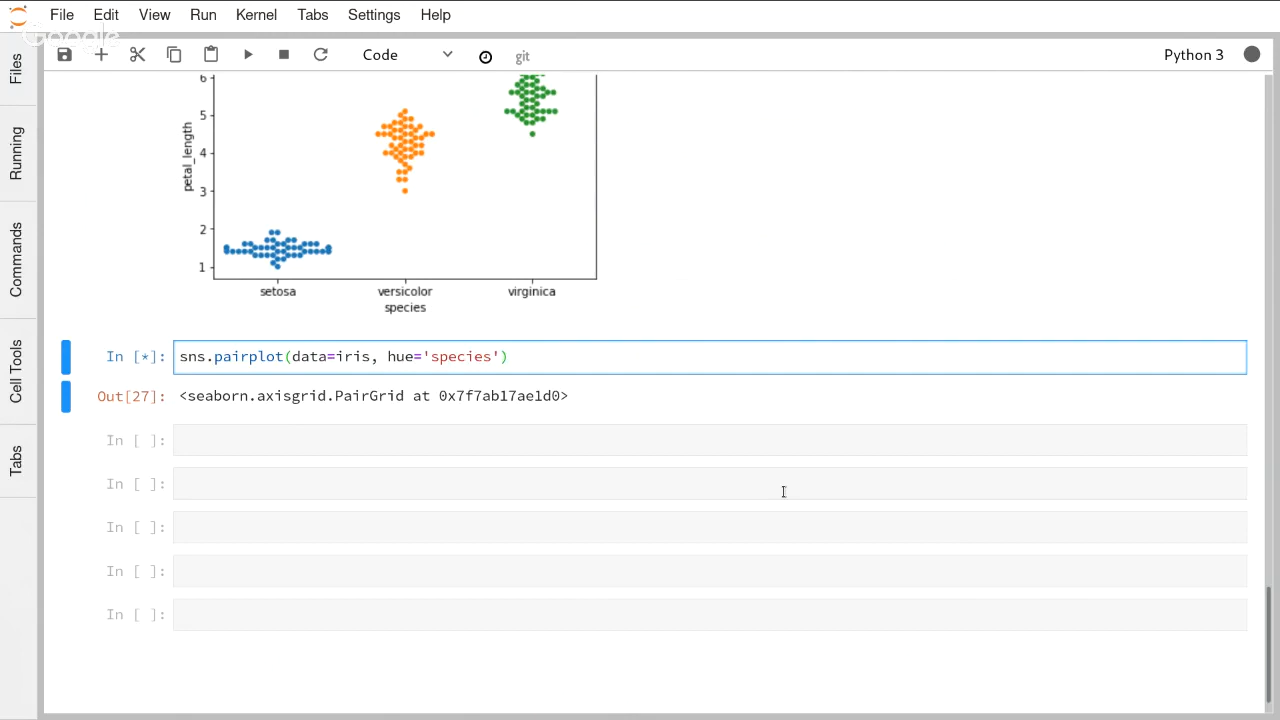 File Edit View Run Kernel Tabs Settings Help
Google
Code git Python 3
Files
Running
Commands
Cell Tools
Tabs
6
5
4
3
2
1
petal_length
setosa versicolor virginica
species
In [*]: sns.pairplot(data=iris, hue='species')
Out[27]: <seaborn.axisgrid.PairGrid at 0x7f7ab17ae1d0>
In [ ]:
In [ ]:
In [ ]:
In [ ]:
In [ ]: